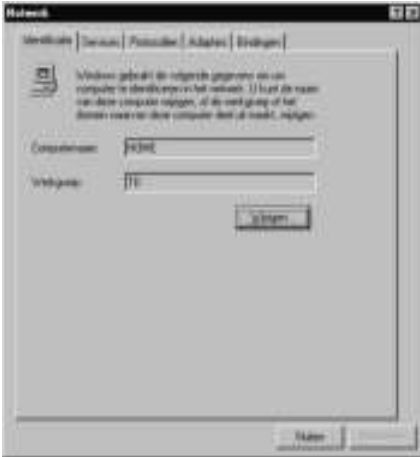 Netwerk
Identificatie Services Protocollen Adapters Bindingen
Windows gebruikt de volgende gegevens om uw
computer te identificeren in het netwerk. U kunt de naam
van deze computer wijzigen, of de werkgroep of het
domein waarvan deze computer deel uit maakt, wijzigen.
Computernaam: HOME
Werkgroep:
Wijzigen...
Sluiten